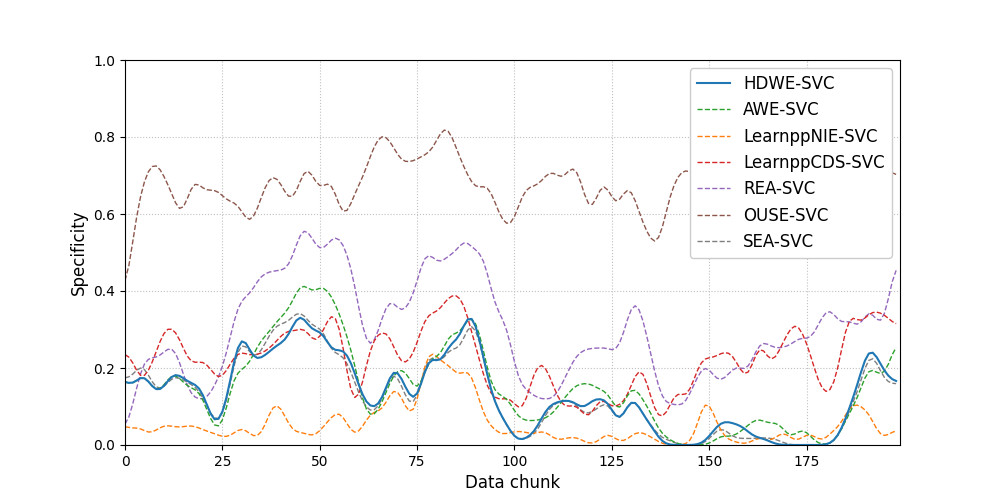 1.0
0.8
0.6
0.4
0.2
0.0
Specificity
HDWE-SVC
AWE-SVC
LearnppNIE-SVC
LearnppCDS-SVC
REA-SVC
OUSE-SVC
SEA-SVC
0 25 50 75 100 125 150 175
Data chunk